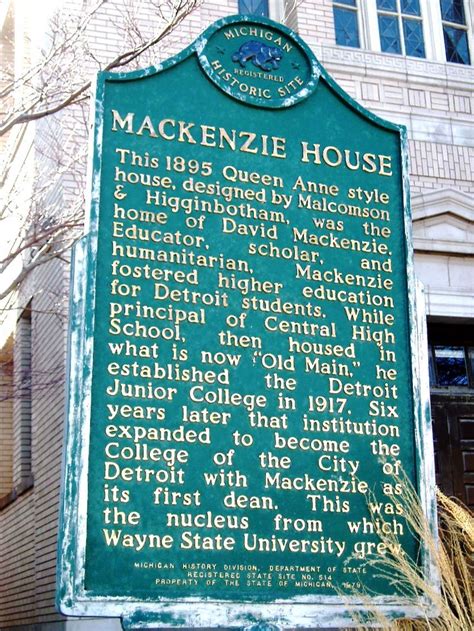 MICHIGAN
REGISTERED
HISTORIC SITE
MACKENZIE HOUSE
This 1895 Queen Anne style
house, designed by Malcomson
& Higginbotham, was the
home of David Mackenzie.
Educator, scholar, and
humanitarian, Mackenzie
fostered higher education
for Detroit students. While
principal of Central High
School, then housed in
what is now "Old Main," he
established the Detroit
Junior College in 1917. Six
years later that institution
expanded to become the
College of the City of
Detroit with Mackenzie as
its first dean. This was
the nucleus from which
Wayne State University grew.
MICHIGAN HISTORY DIVISION, DEPARTMENT OF STATE
REGISTERED STATE SITE NO. 514
PROPERTY OF THE STATE OF MICHIGAN, 1979